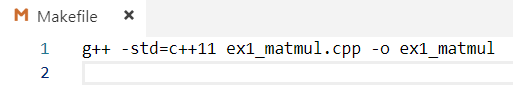 Makefile
1 g++ -std=c++11 ex1_matmul.cpp -o ex1_matmul
2